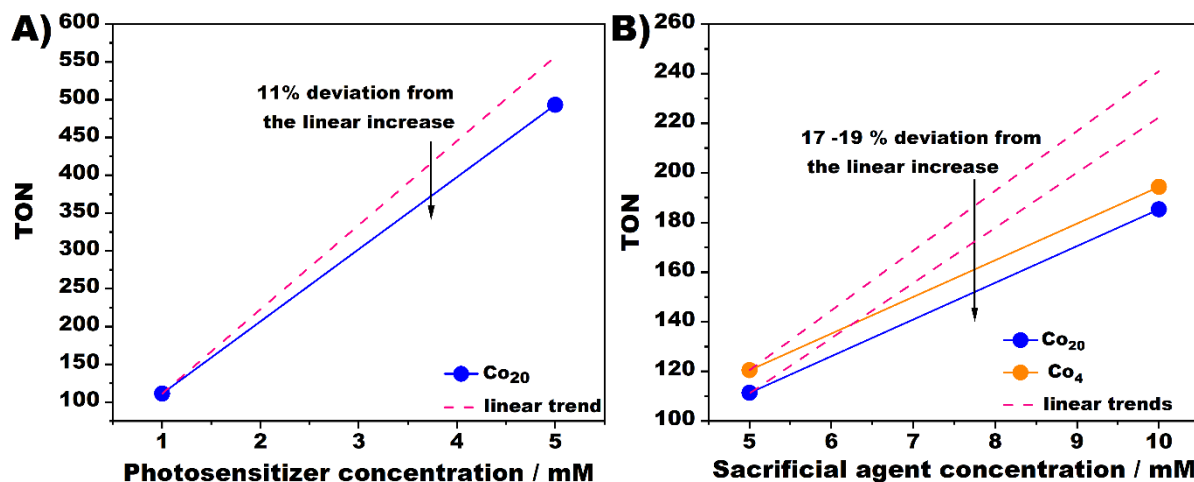 A)
600
550
500
450
400
350
300
250
200
150
100
TON
11% deviation from
the linear increase
Co20
linear trend
1 2 3 4 5
Photosensitizer concentration / mM
B)
260
240
220
200
180
160
140
120
100
TON
17 -19 % deviation from
the linear increase
Co20
Co4
linear trends
5 6 7 8 9 10
Sacrificial agent concentration / mM